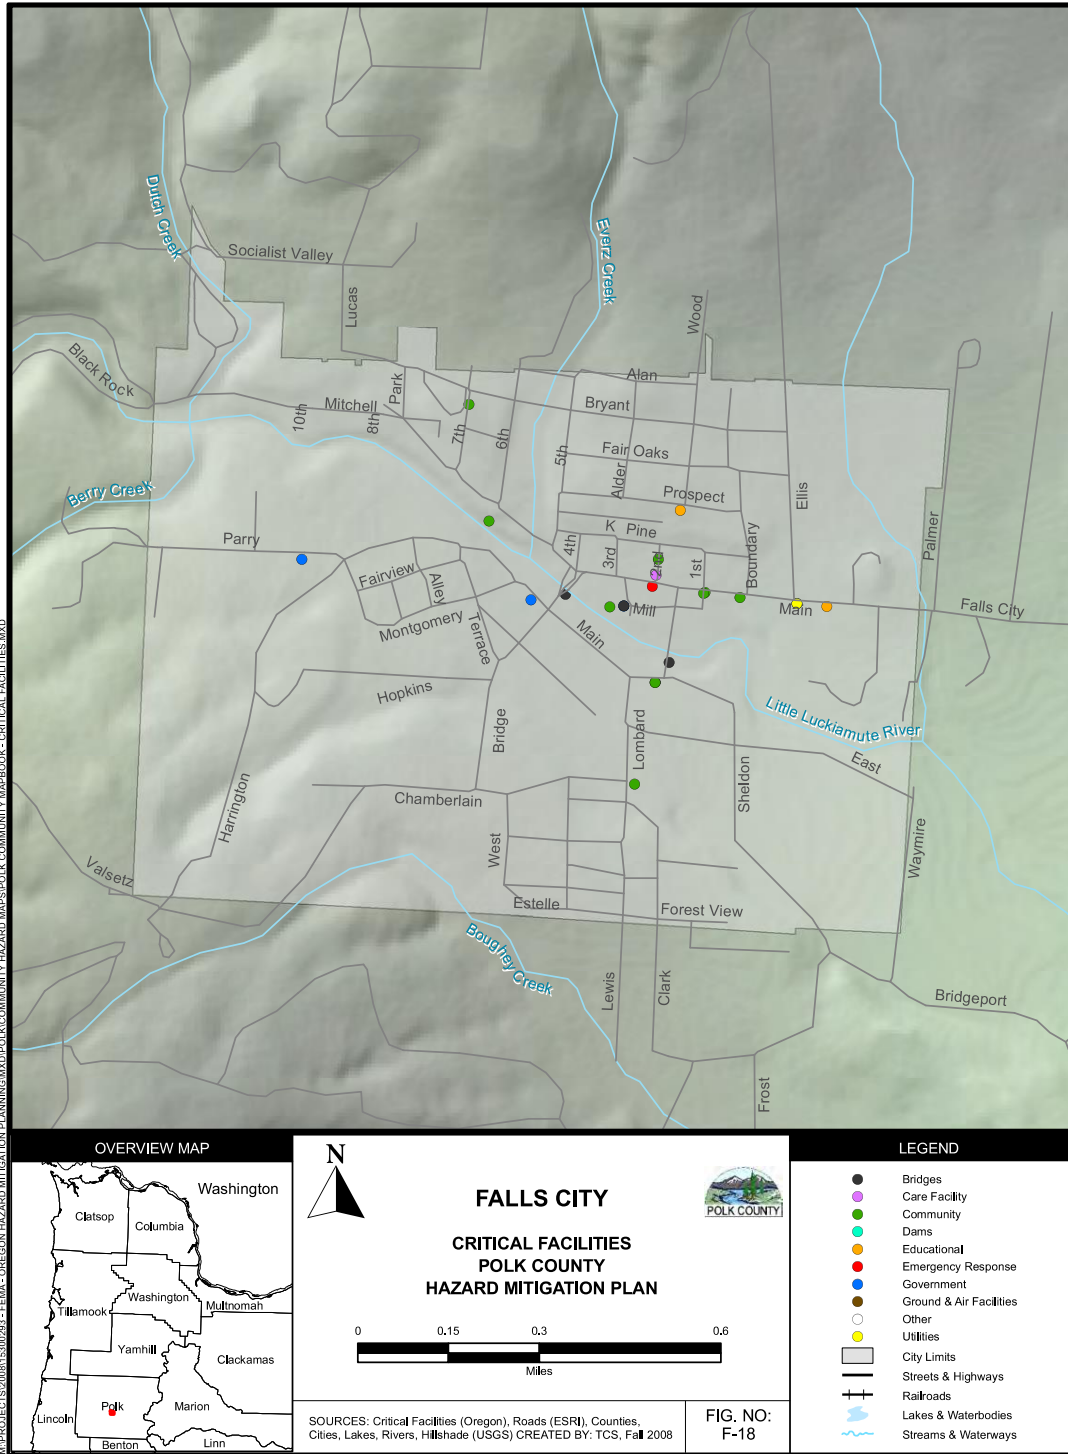 Dutch Creek
Socialist Valley
Lucas
Everz Creek
Wood
Black Rock
Park
Alan
Mitchell
Bryant
10th
8th
7th
6th
5th
Fair Oaks
Alder
Prospect
Ellis
Berry Creek
K
Pine
Boundary
Palmer
Parry
4th
3rd
2nd
1st
Fairview
Alley
Montgomery
Terrace
Main
Mill
Main
Falls City
Hopkins
Bridge
Lombard
Little Luckiamute River
East
Sheldon
Harrington
Chamberlain
West
Waymire
Valsetz
Estelle
Forest View
Boughey Creek
Lewis
Clark
Bridgeport
Frost
OVERVIEW MAP
Washington
Clatsop
Columbia
Tillamook
Washington
Multnomah
Yamhill
Clackamas
Polk
Marion
Lincoln
Benton
Linn
N
FALLS CITY
POLK COUNTY
CRITICAL FACILITIES
POLK COUNTY
HAZARD MITIGATION PLAN
0 0.15 0.3 0.6
Miles
SOURCES: Critical Facilities (Oregon), Roads (ESRI), Counties,
Cities, Lakes, Rivers, Hillshade (USGS) CREATED BY: TCS, Fall 2008
FIG. NO:
F-18
LEGEND
Bridges
Care Facility
Community
Dams
Educational
Emergency Response
Government
Ground & Air Facilities
Other
Utilities
City Limits
Streets & Highways
Railroads
Lakes & Waterbodies
Streams & Waterways